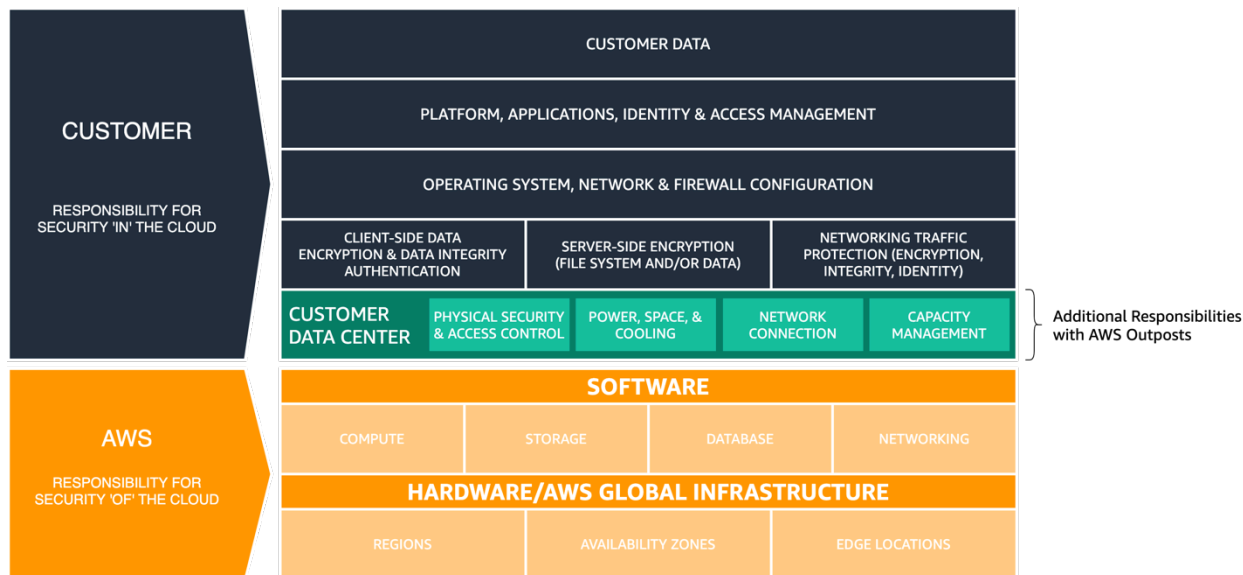 CUSTOMER
RESPONSIBILITY FOR
SECURITY 'IN' THE CLOUD
CUSTOMER DATA
PLATFORM, APPLICATIONS, IDENTITY & ACCESS MANAGEMENT
OPERATING SYSTEM, NETWORK & FIREWALL CONFIGURATION
CLIENT-SIDE DATA
ENCRYPTION & DATA INTEGRITY
AUTHENTICATION
SERVER-SIDE ENCRYPTION
(FILE SYSTEM AND/OR DATA)
NETWORKING TRAFFIC
PROTECTION (ENCRYPTION,
INTEGRITY, IDENTITY)
CUSTOMER
DATA CENTER
PHYSICAL SECURITY
& ACCESS CONTROL
POWER, SPACE, &
COOLING
NETWORK
CONNECTION
CAPACITY
MANAGEMENT
Additional Responsibilities
with AWS Outposts
AWS
RESPONSIBILITY FOR
SECURITY 'OF' THE CLOUD
SOFTWARE
COMPUTE
STORAGE
DATABASE
NETWORKING
HARDWARE/AWS GLOBAL INFRASTRUCTURE
REGIONS
AVAILABILITY ZONES
EDGE LOCATIONS